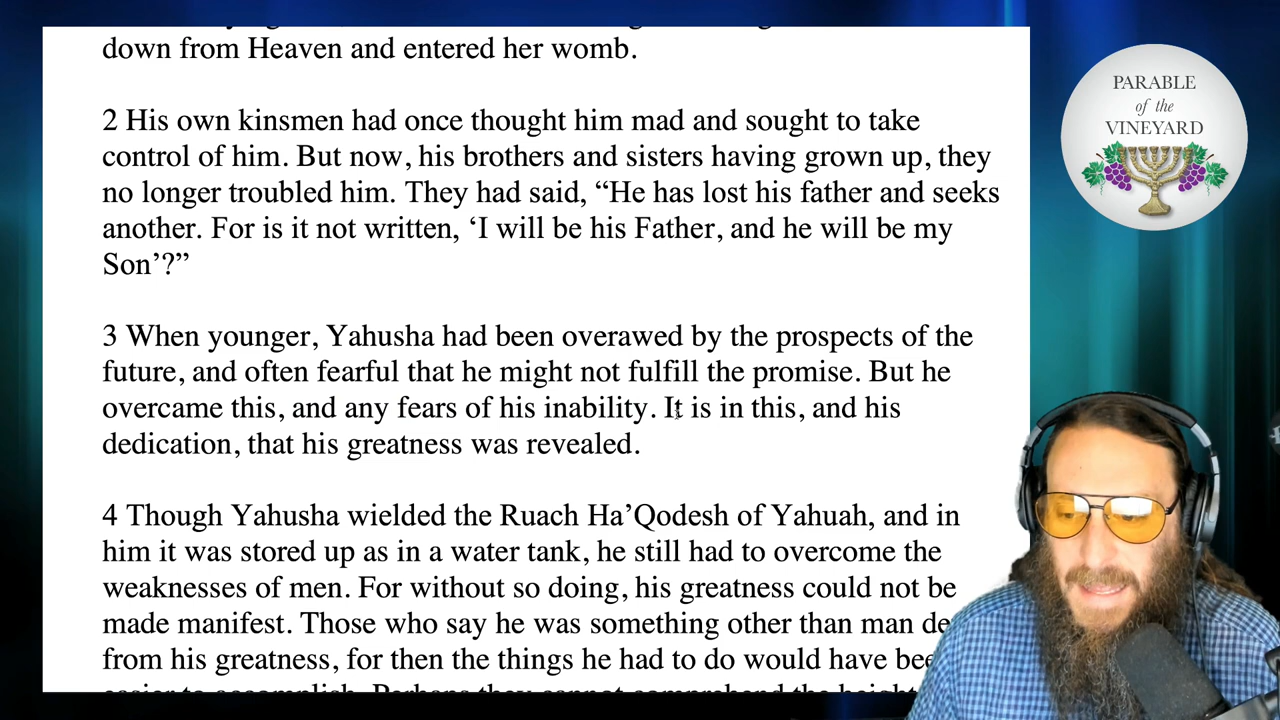 down from Heaven and entered her womb.
2 His own kinsmen had once thought him mad and sought to take
control of him. But now, his brothers and sisters having grown up, they
no longer troubled him. They had said, “He has lost his father and seeks
another. For is it not written, ‘I will be his Father, and he will be my
Son’?”
3 When younger, Yahusha had been overawed by the prospects of the
future, and often fearful that he might not fulfill the promise. But he
overcame this, and any fears of his inability. It is in this, and his
dedication, that his greatness was revealed.
4 Though Yahusha wielded the Ruach Ha’Qodesh of Yahuah, and in
him it was stored up as in a water tank, he still had to overcome the
weaknesses of men. For without so doing, his greatness could not be
made manifest. Those who say he was something other than man de
from his greatness, for then the things he had to do would have bee
PARABLE
of the
VINEYARD